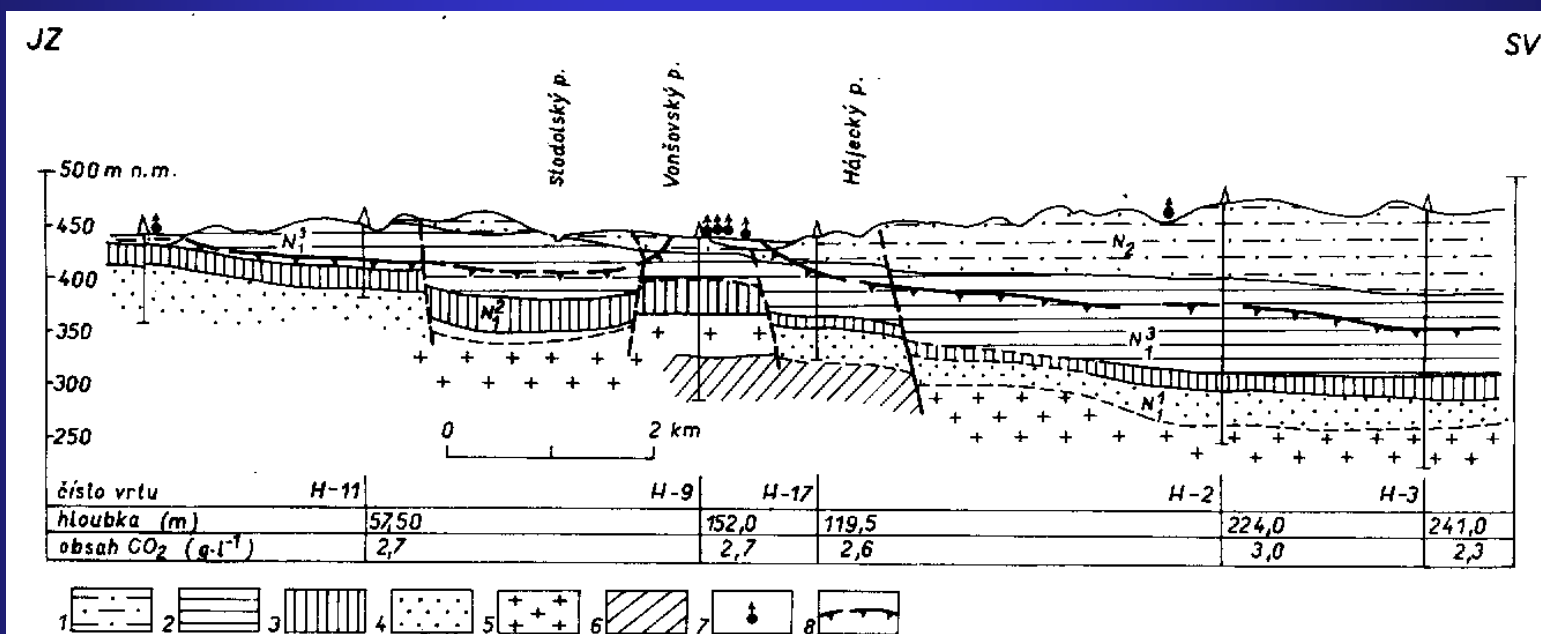 JZ
SV
Stodolský p.
Vonšovský p.
Hájecký p.
500 m n.m.
450
400
350
300
250
N₁³
N₁²
N₂
N₁³
N₁¹
0 2 km
číslo vrtu H-11 H-9 H-17 H-2 H-3
hloubka (m) 57,50 152,0 119,5 224,0 241,0
obsah CO₂ (g·l⁻¹) 2,7 2,7 2,6 3,0 2,3
1 2 3 4 5 6 7 8